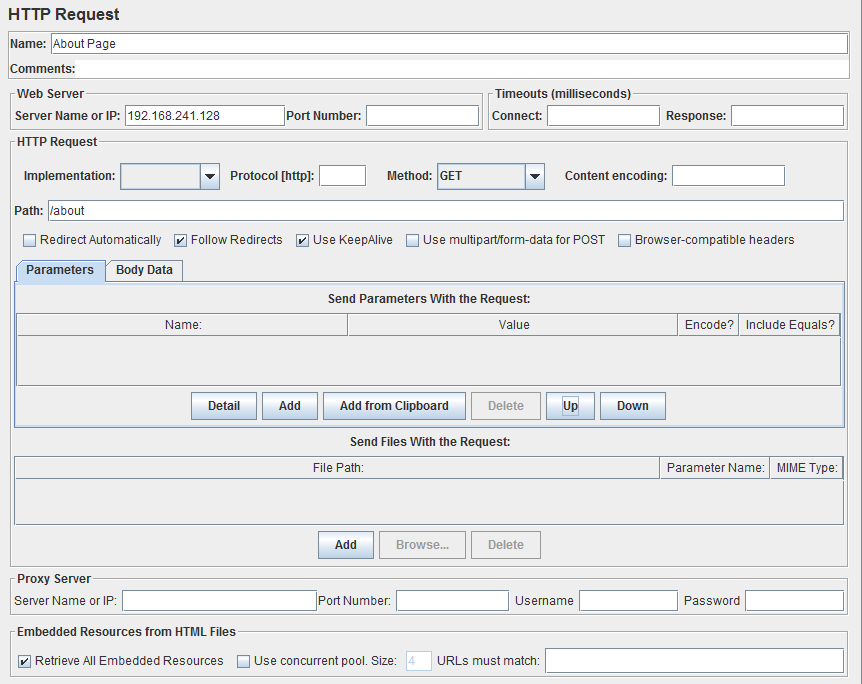 HTTP Request
Name: About Page
Comments:
Web Server
Timeouts (milliseconds)
Server Name or IP: 192.168.241.128 Port Number:
Connect: Response:
HTTP Request
Implementation: Protocol [http]: Method: GET Content encoding:
Path: /about
Redirect Automatically Follow Redirects Use KeepAlive Use multipart/form-data for POST Browser-compatible headers
Parameters Body Data
Send Parameters With the Request:
Name: Value Encode? Include Equals?
Detail Add Add from Clipboard Delete Up Down
Send Files With the Request:
File Path: Parameter Name: MIME Type:
Add Browse... Delete
Proxy Server
Server Name or IP: Port Number: Username Password
Embedded Resources from HTML Files
Retrieve All Embedded Resources Use concurrent pool. Size: 4 URLs must match: